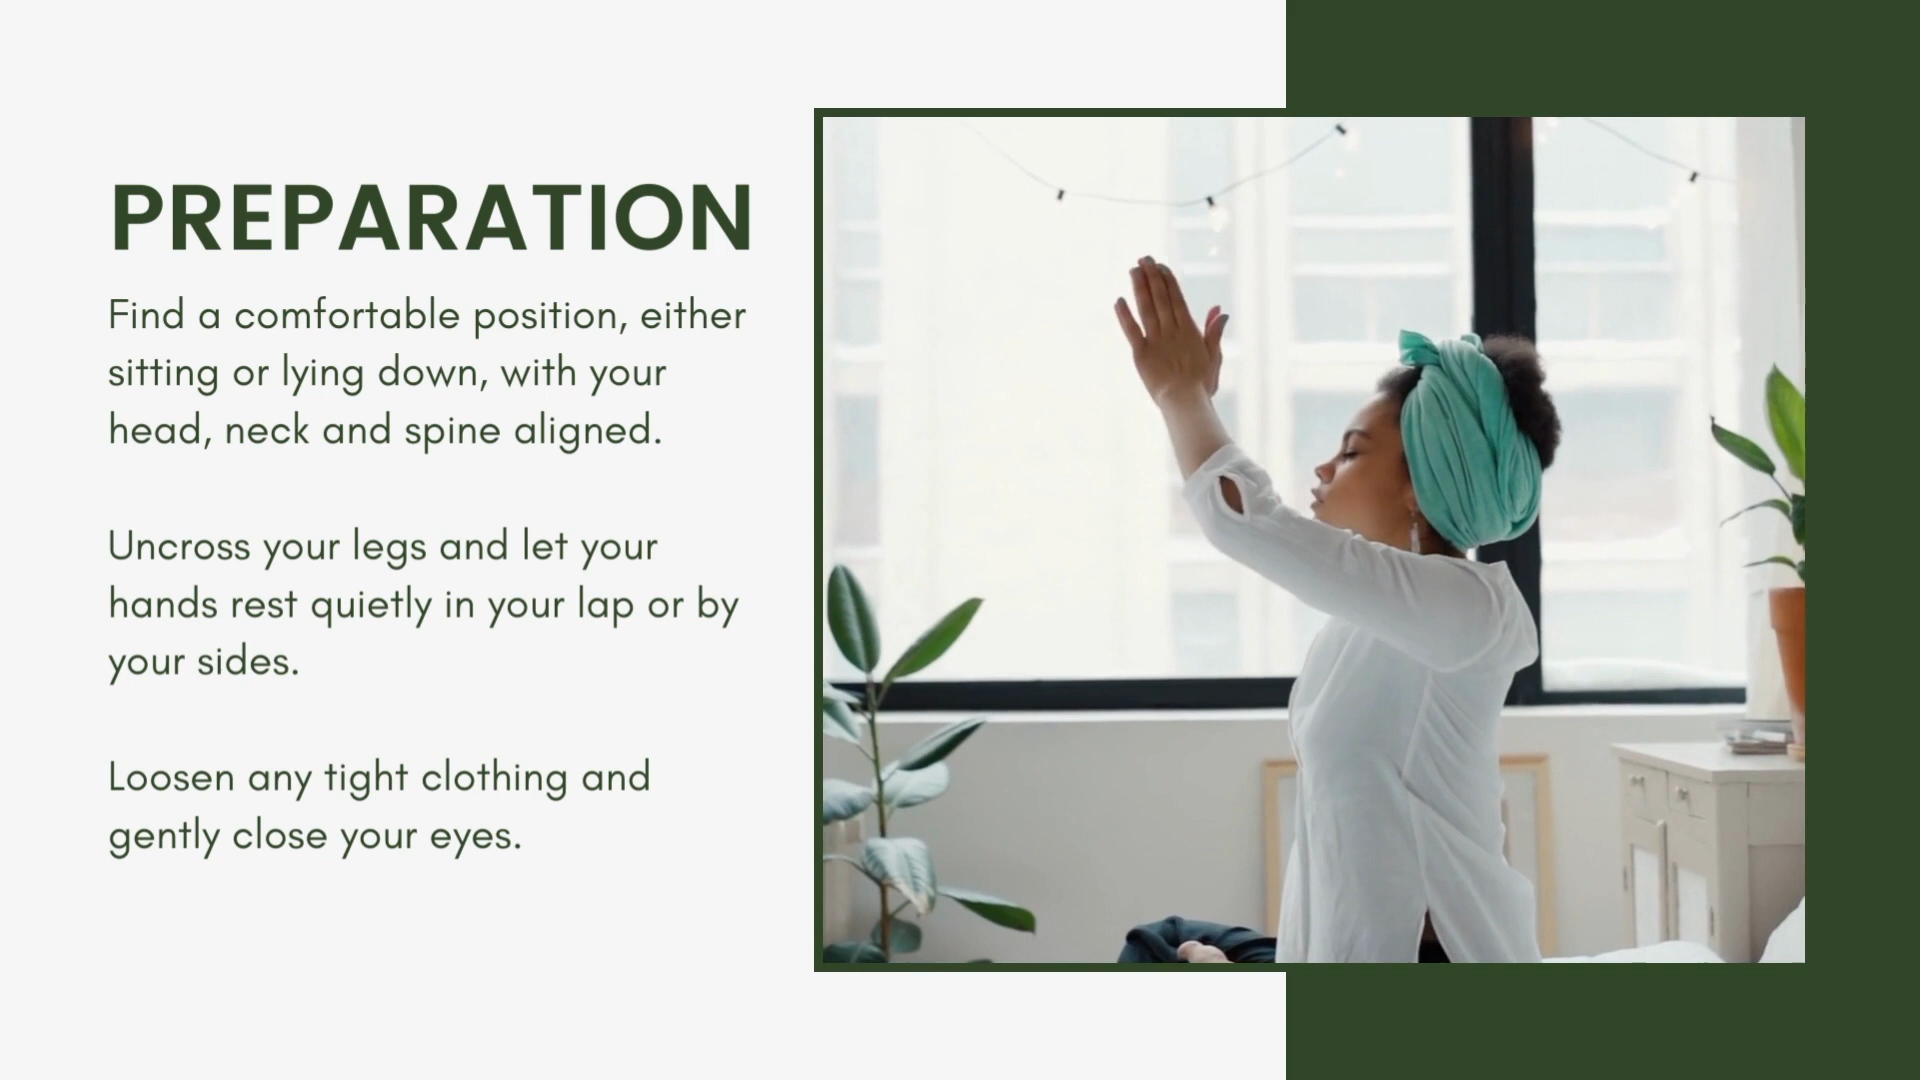 PREPARATION
Find a comfortable position, either
sitting or lying down, with your
head, neck and spine aligned.
Uncross your legs and let your
hands rest quietly in your lap or by
your sides.
Loosen any tight clothing and
gently close your eyes.